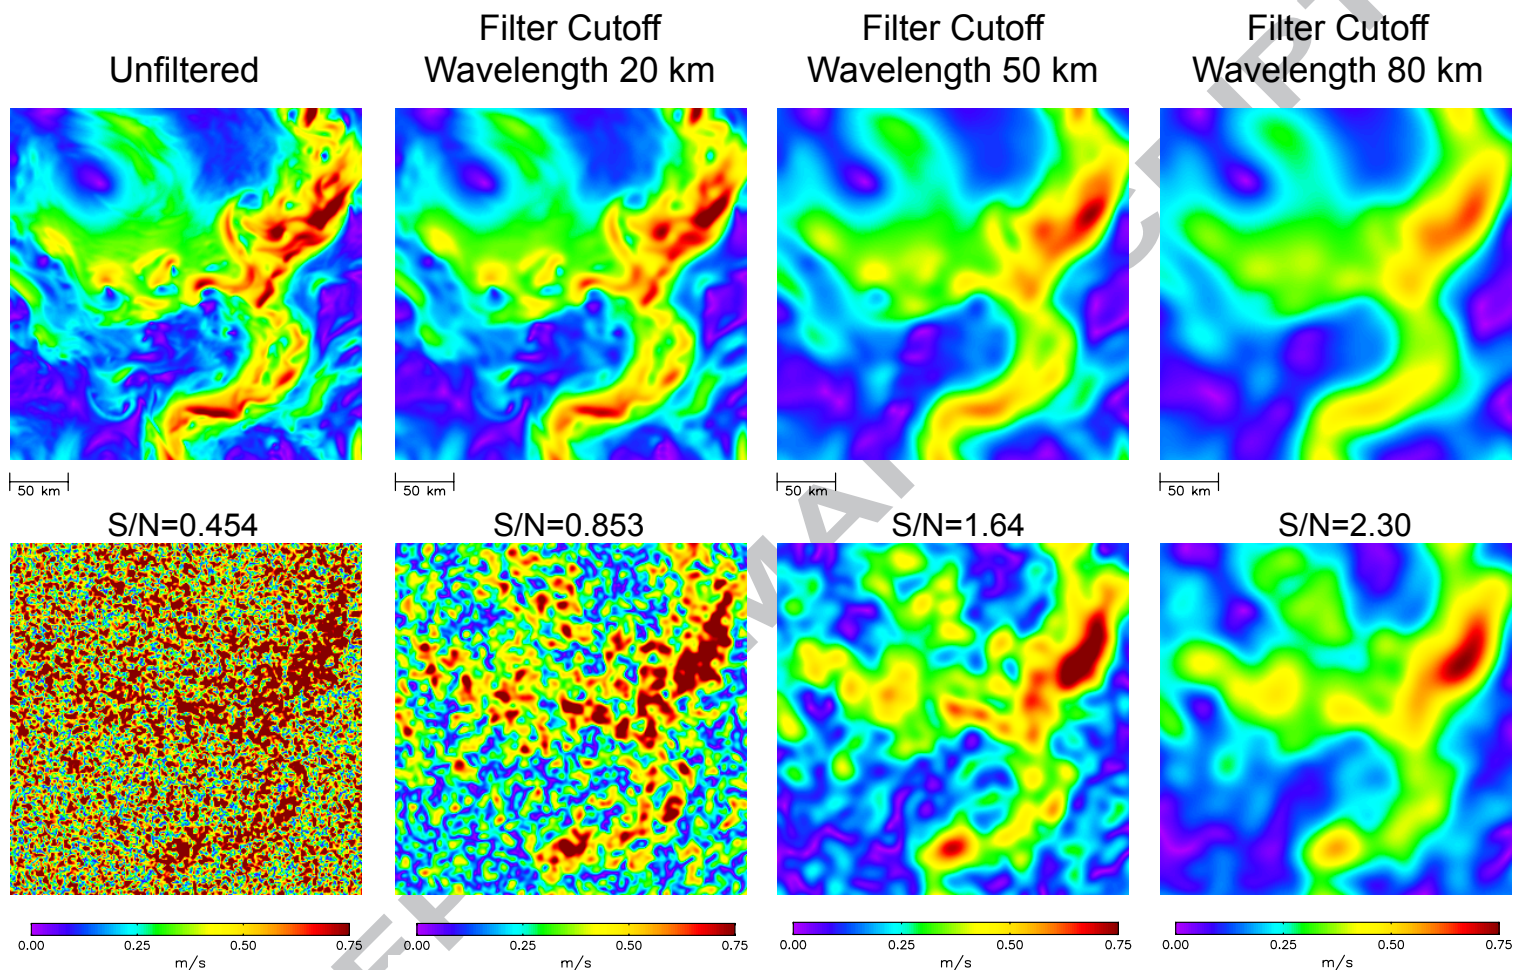 Unfiltered
Filter Cutoff
Wavelength 20 km
Filter Cutoff
Wavelength 50 km
Filter Cutoff
Wavelength 80 km
50 km
50 km
50 km
50 km
S/N=0.454
S/N=0.853
S/N=1.64
S/N=2.30
0.00 0.25 0.50 0.75
m/s
0.00 0.25 0.50 0.75
m/s
0.00 0.25 0.50 0.75
m/s
0.00 0.25 0.50 0.75
m/s